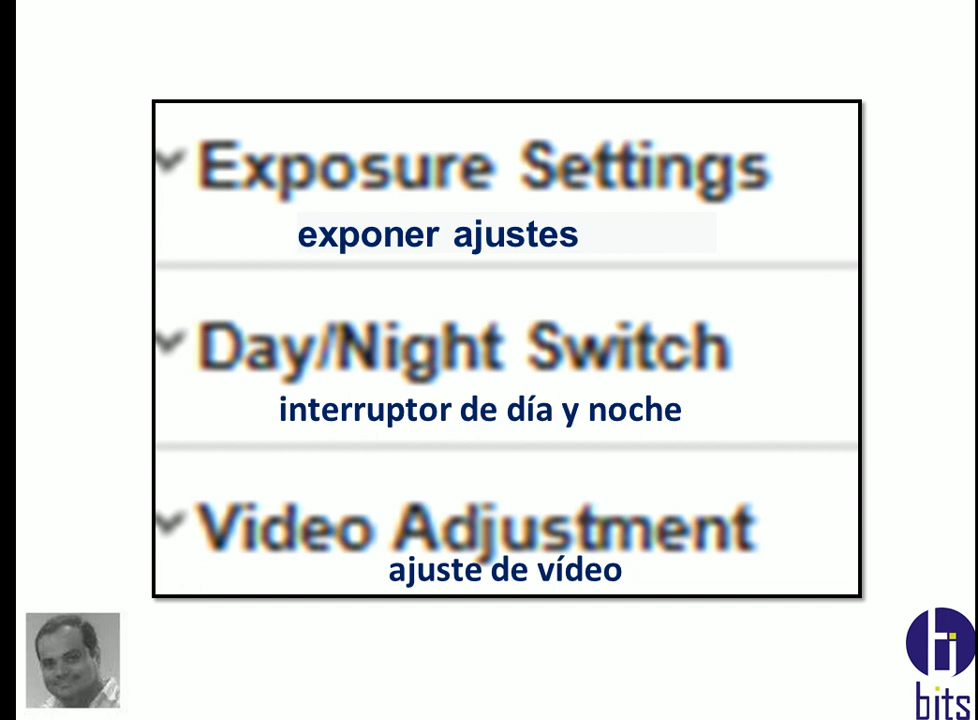 Exposure Settings
exponer ajustes
Day/Night Switch
interruptor de día y noche
Video Adjustment
ajuste de vídeo
bits